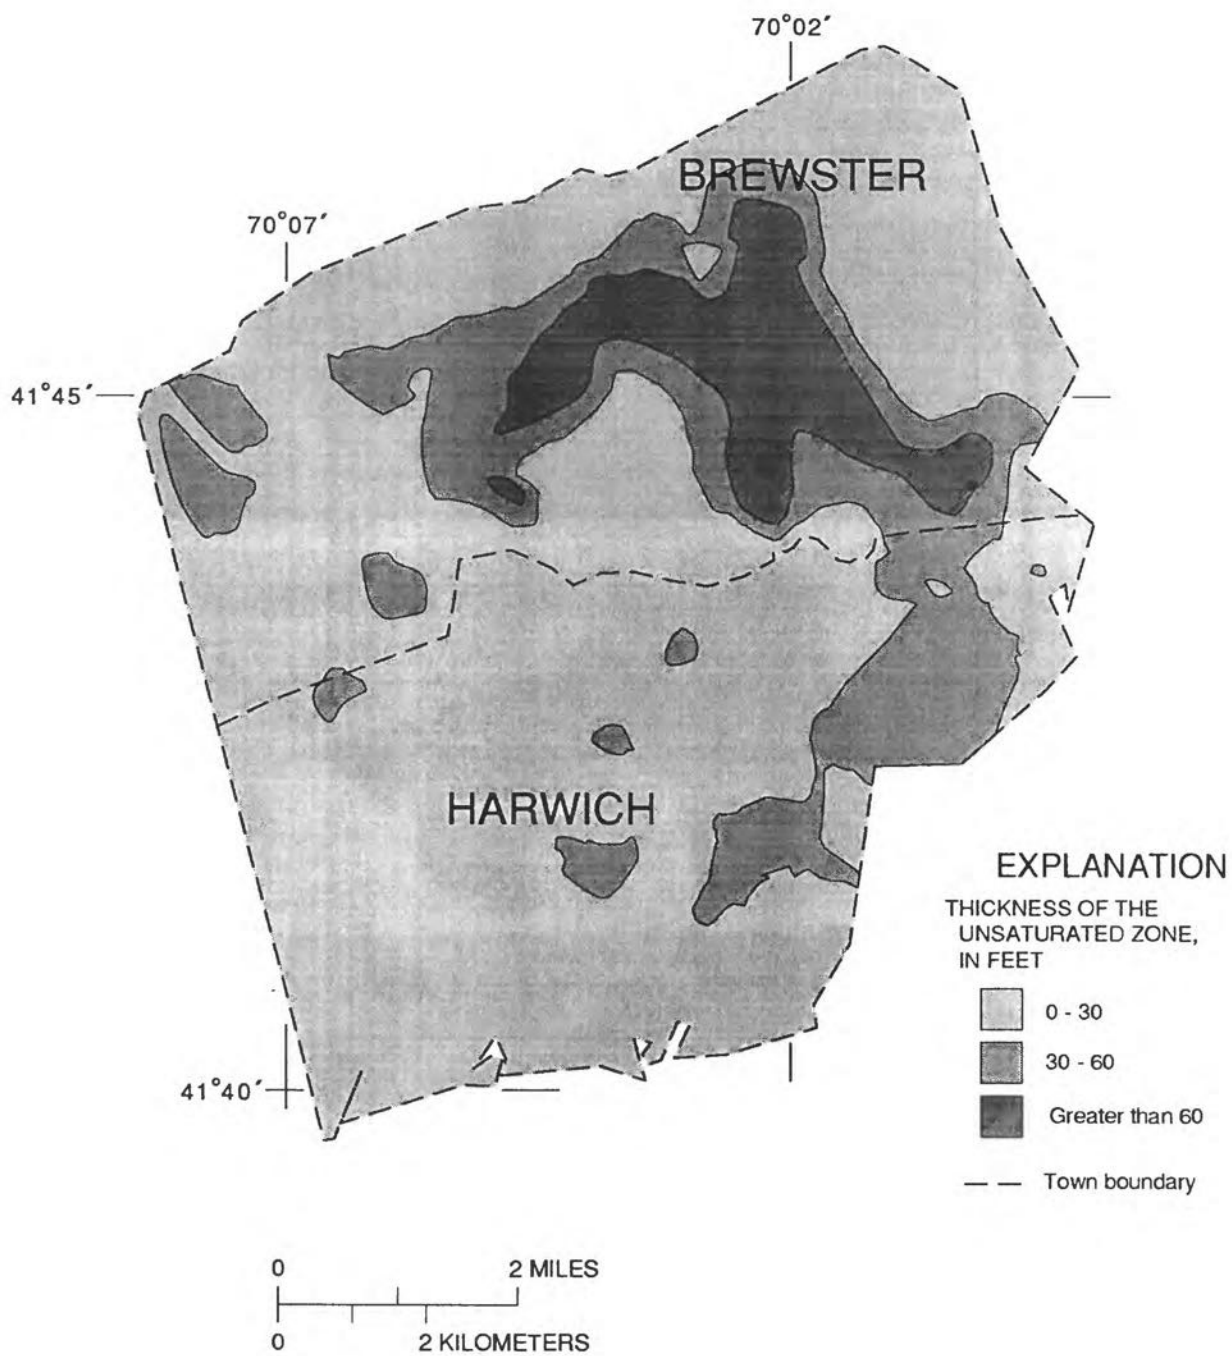 70°02′
BREWSTER
70°07′
41°45′
HARWICH
EXPLANATION
THICKNESS OF THE
UNSATURATED ZONE,
IN FEET
0 - 30
30 - 60
Greater than 60
Town boundary
41°40′
0 2 MILES
0 2 KILOMETERS